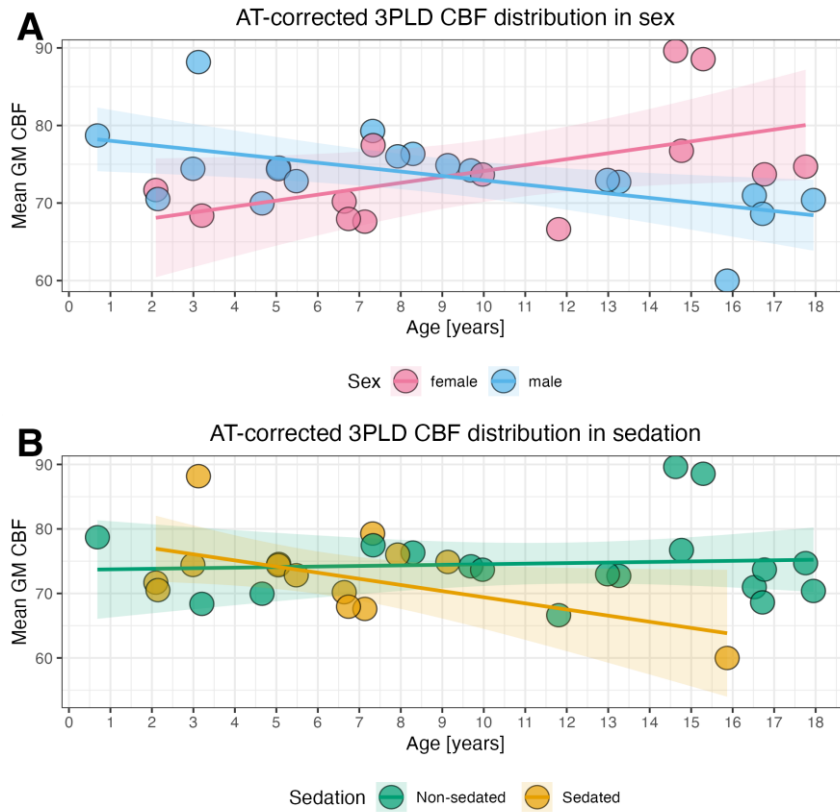 A
AT-corrected 3PLD CBF distribution in sex
90
80
70
60
Mean GM CBF
0 1 2 3 4 5 6 7 8 9 10 11 12 13 14 15 16 17 18
Age [years]
Sex female male
B
AT-corrected 3PLD CBF distribution in sedation
90
80
70
60
Mean GM CBF
0 1 2 3 4 5 6 7 8 9 10 11 12 13 14 15 16 17 18
Age [years]
Sedation Non-sedated Sedated